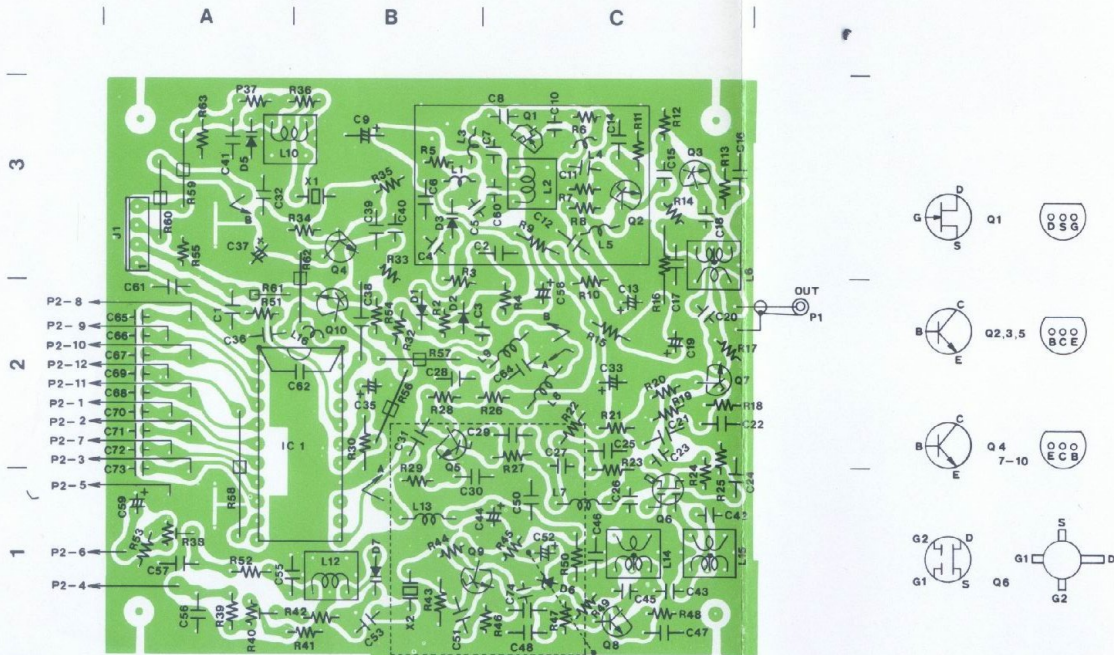 A B C
3
2
1
P37 R36
R63
C41
D5
L10
C9
C8
C10
Q1
R6
C14
R11
R12
L3
C7
R5
L1
L2
L4
C11
C15
Q3
R13
C16
X1
R35
C6
R59
C32
B
R60
J1
R34
C39
C40
D3
C5
C60
C12
R7
R8
Q2
R14
R9
L5
C18
R55
C37
R62
Q4
R33
C4
C2
L6
C61
R61
R51
C38
R3
R4
C58
R10
C13
R16
C17
OUT
P1
C1
Q10
R54
D1
D2
R2
R32
C3
B
R15
C20
C19
C36
L16
R57
L9
C64
A
R17
C62
C28
L8
C33
R20
Q7
C35
R56
R28
R26
R22
R19
R18
R21
C21
C22
IC 1
R30
C31
C29
Q5
R27
C27
C25
C23
R23
R58
A
R29
C30
C50
L7
C26
R24
R25
C24
L13
C44
Q6
C42
C59
R53
R38
R44
R45
C52
R50
C46
L14
L15
C57
R52
C55
L12
D7
Q9
D6
C45
C43
C56
R39
R40
R42
R41
C53
X2
R43
C51
R46
C74
C48
R47
R49
Q8
R48
C47
P2-8
C65
P2-9
C66
P2-10
C67
P2-12
C69
P2-11
C68
P2-1
C70
P2-2
C71
P2-7
C72
P2-3
C73
P2-5
P2-6
P2-4
D
G Q1 D S G
S
C
B Q2,3,5 B C E
E
C
B Q 4 E C B
7-10
E
S
G2 D G1 D
G1 S Q6
G2